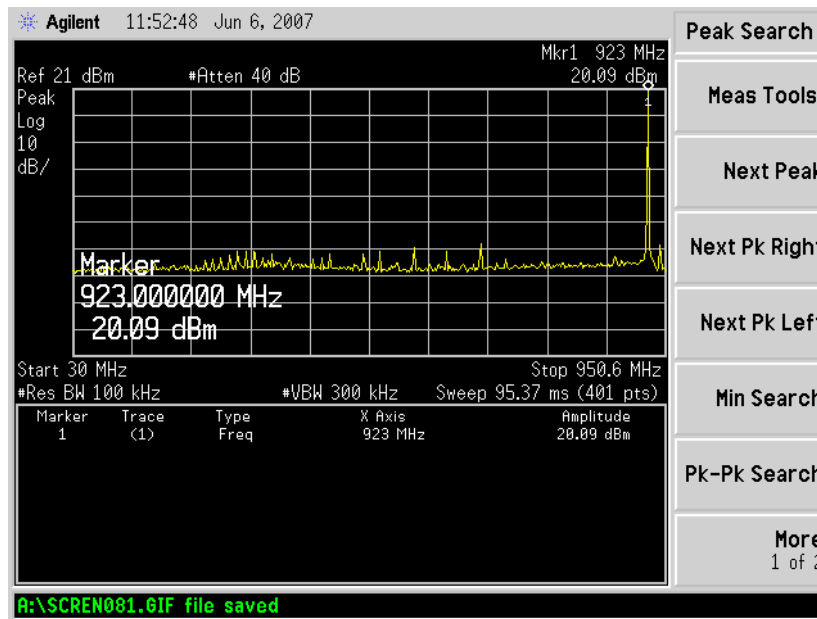 Agilent 11:52:48 Jun 6, 2007
Peak Search
Mkr1 923 MHz
Ref 21 dBm #Atten 40 dB 20.09 dBm
Peak
Log
10
dB/
1
Marker
923.000000 MHz
20.09 dBm
Start 30 MHz Stop 950.6 MHz
#Res BW 100 kHz #VBW 300 kHz Sweep 95.37 ms (401 pts)
Marker Trace Type X Axis Amplitude
1 (1) Freq 923 MHz 20.09 dBm
Meas Tools
Next Peak
Next Pk Right
Next Pk Left
Min Search
Pk-Pk Search
More
1 of 2
A:\SCREN081.GIF file saved